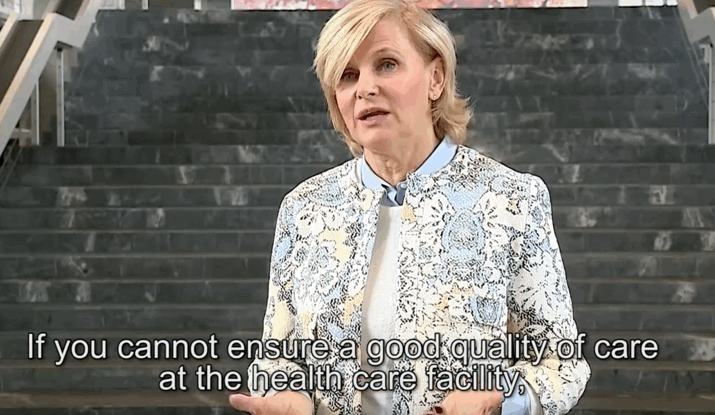 If you cannot ensure a good quality of care
at the health care facility,